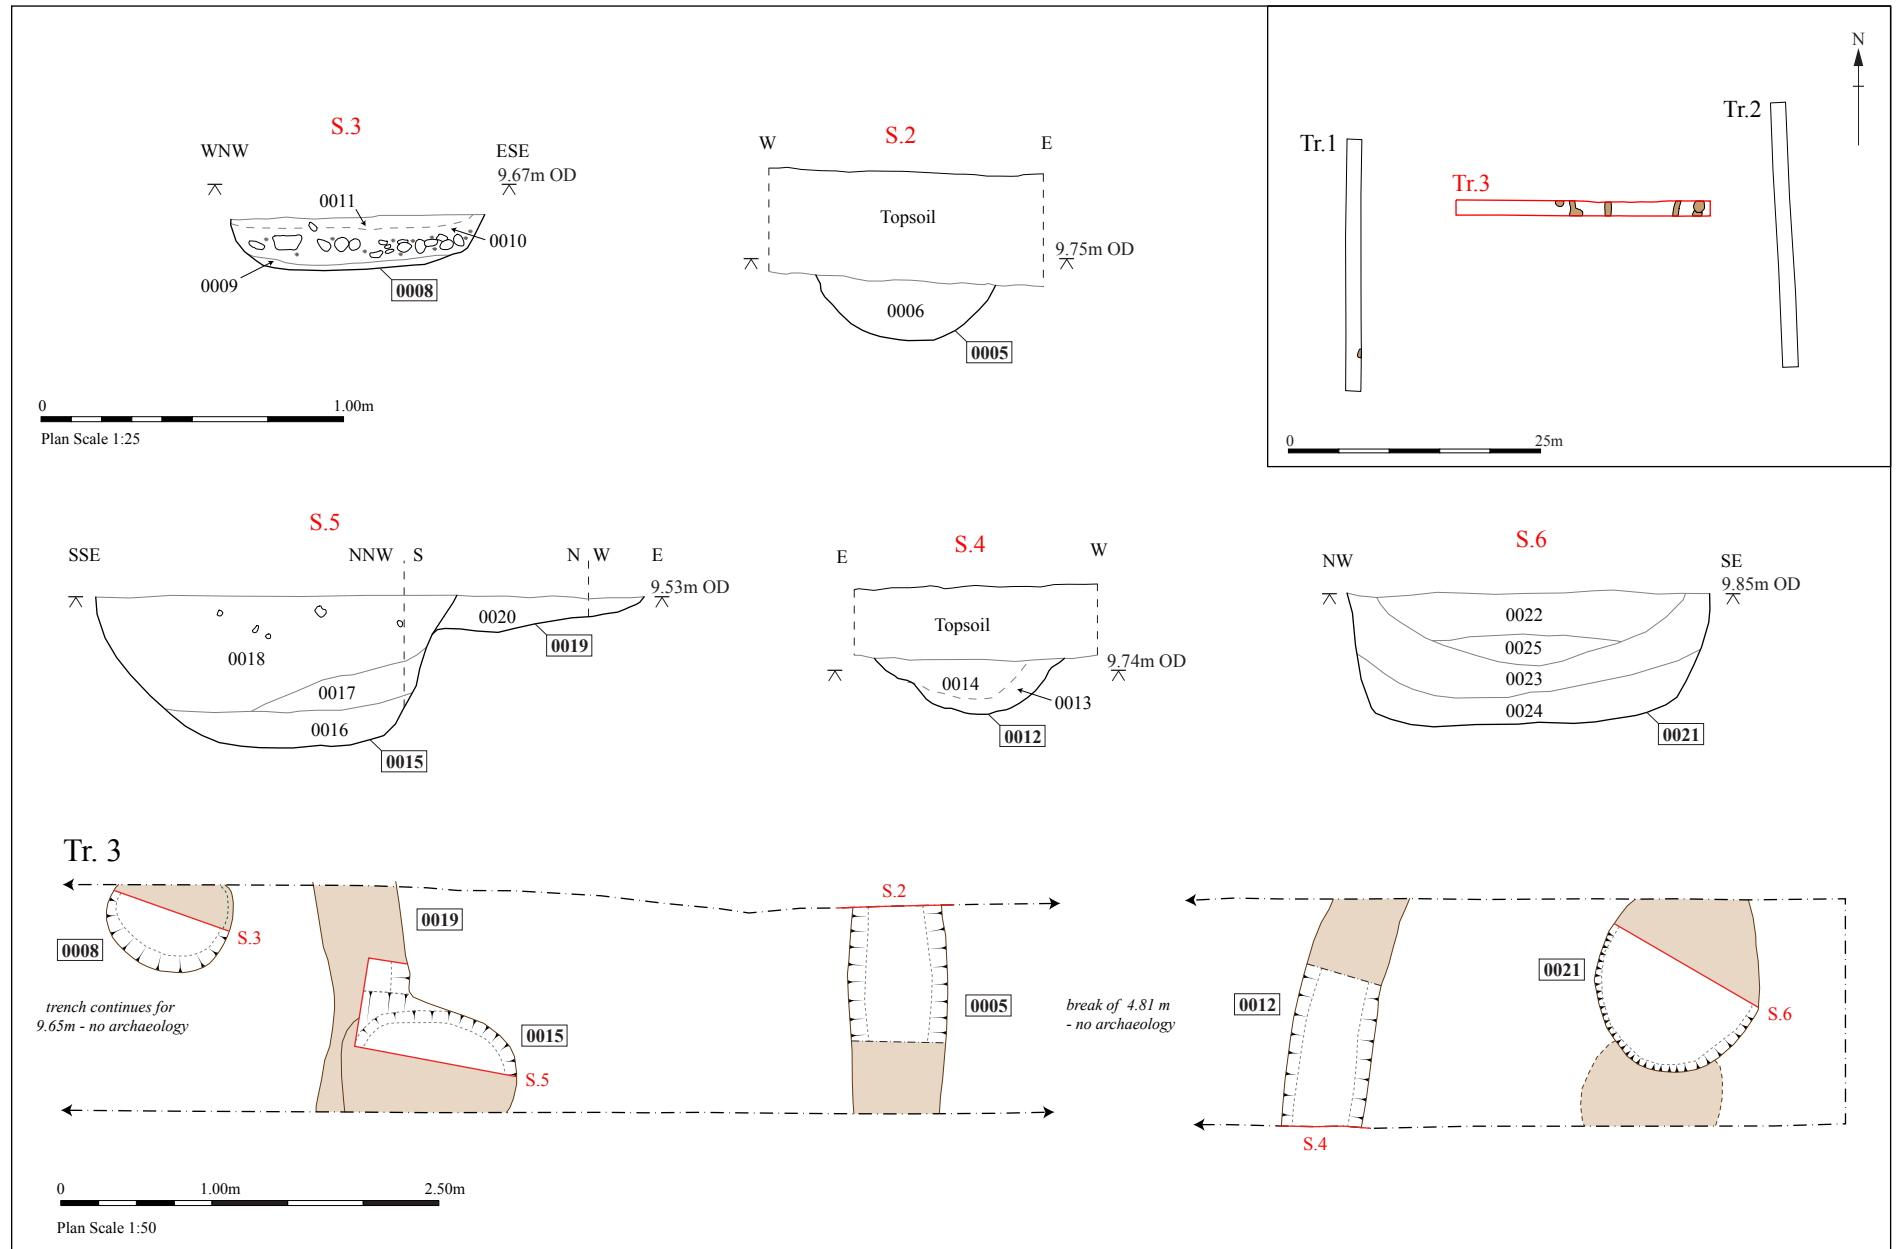 S.3
WNW
ESE
9.67m OD
0011
0010
0009
0008
S.2
W
E
Topsoil
9.75m OD
0006
0005
N
Tr.1
Tr.2
Tr.3
0
25m
0
1.00m
Plan Scale 1:25
S.5
SSE
NNW
S
N
W
E
9.53m OD
0020
0019
0018
0017
0016
0015
S.4
E
W
Topsoil
9.74m OD
0014
0013
0012
S.6
NW
SE
9.85m OD
0022
0025
0023
0024
0021
Tr. 3
0008
S.3
trench continues for
9.65m - no archaeology
0019
0015
S.5
S.2
0005
break of 4.81 m
- no archaeology
0012
S.4
0021
S.6
0
1.00m
2.50m
Plan Scale 1:50